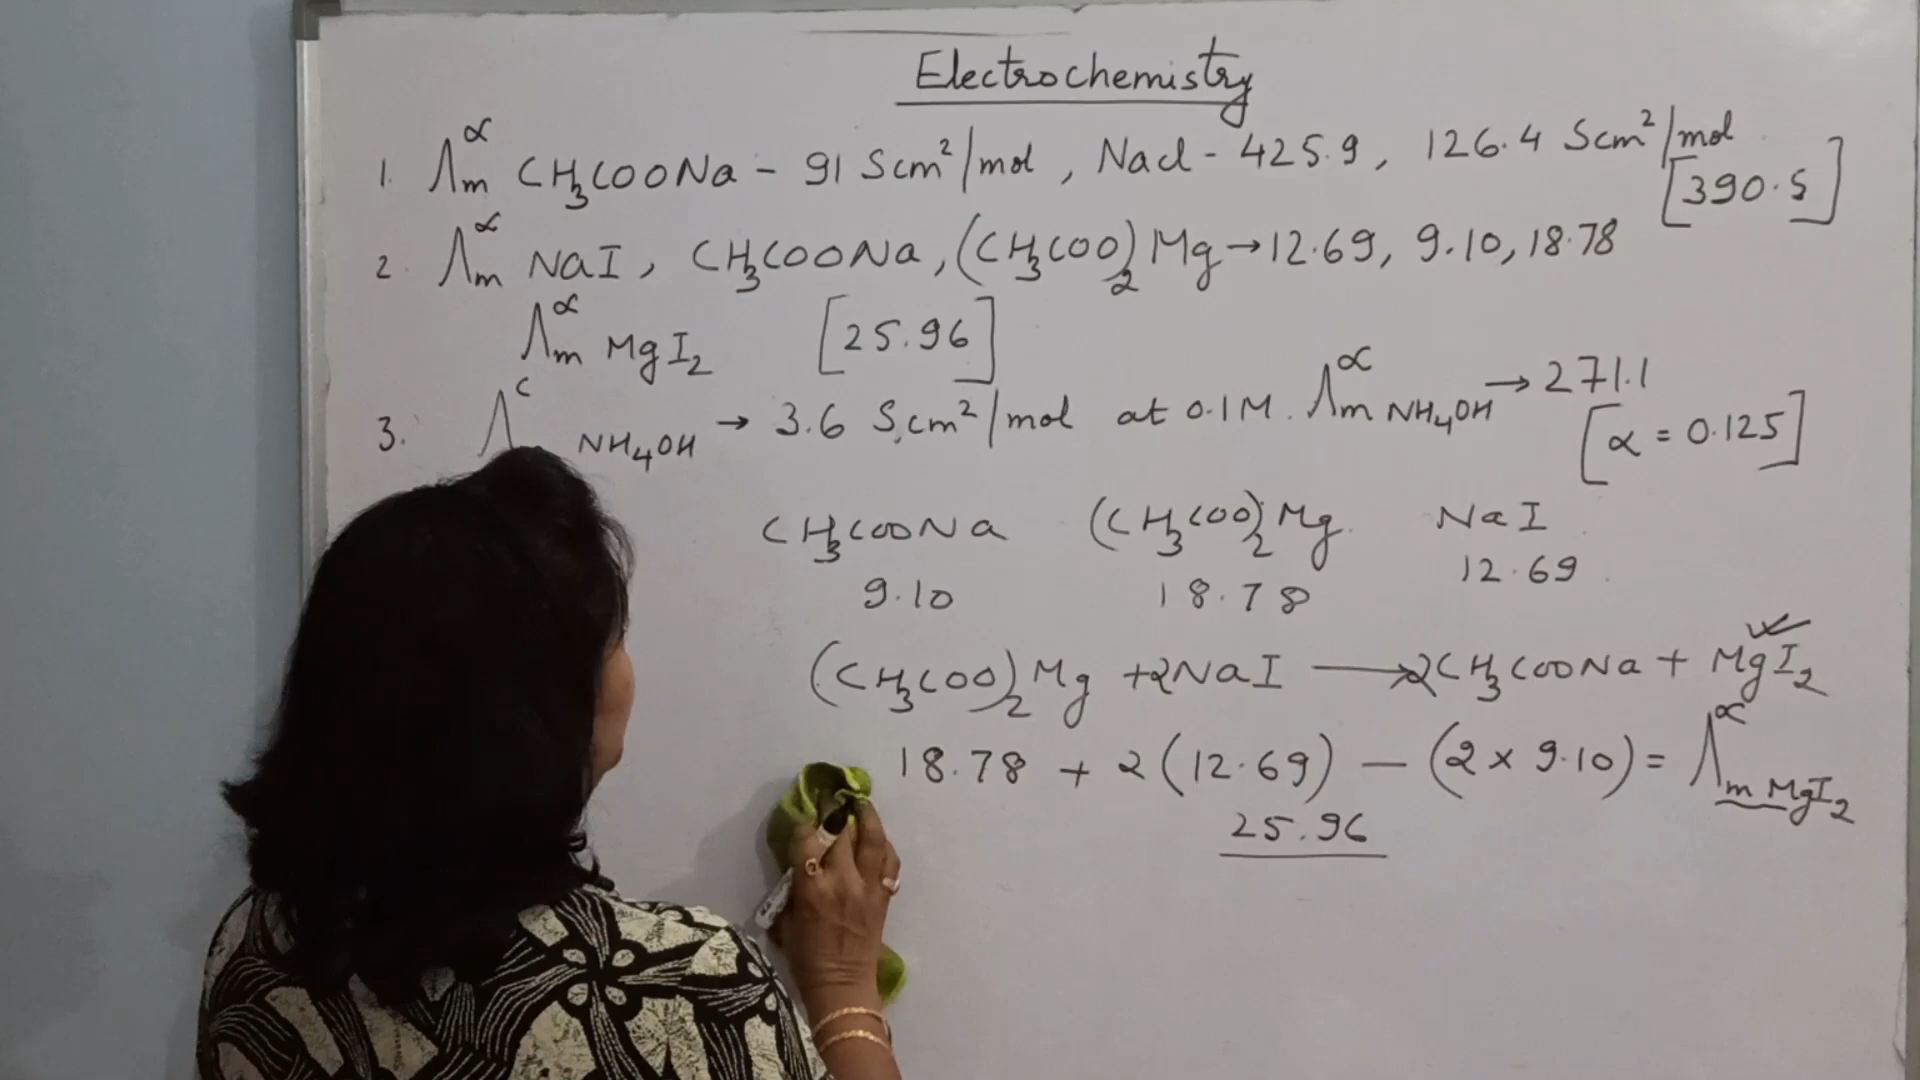 Electrochemistry
1. Λm^∝ CH3COONa - 91 Scm²/mol, Nacl - 425.9, 126.4 Scm²/mol
[390.5]
2. Λm^∝ NaI, CH3COONa, (CH3COO)2Mg → 12.69, 9.10, 18.78
Λm^∝ MgI2 [25.96]
3. Λ^c NH4OH → 3.6 S.cm²/mol at 0.1M. Λm^∝ NH4OH → 271.1
[∝ = 0.125]
CH3COONa (CH3COO)2Mg NaI
9.10 18.78 12.69
(CH3COO)2Mg + 2NaI → 2CH3COONa + MgI2
18.78 + 2(12.69) - (2 × 9.10) = Λm^∝ MgI2
25.96